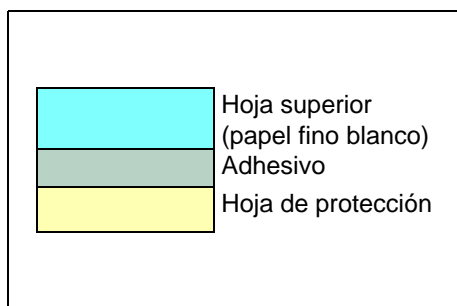 Hoja superior
(papel fino blanco)
Adhesivo
Hoja de protección